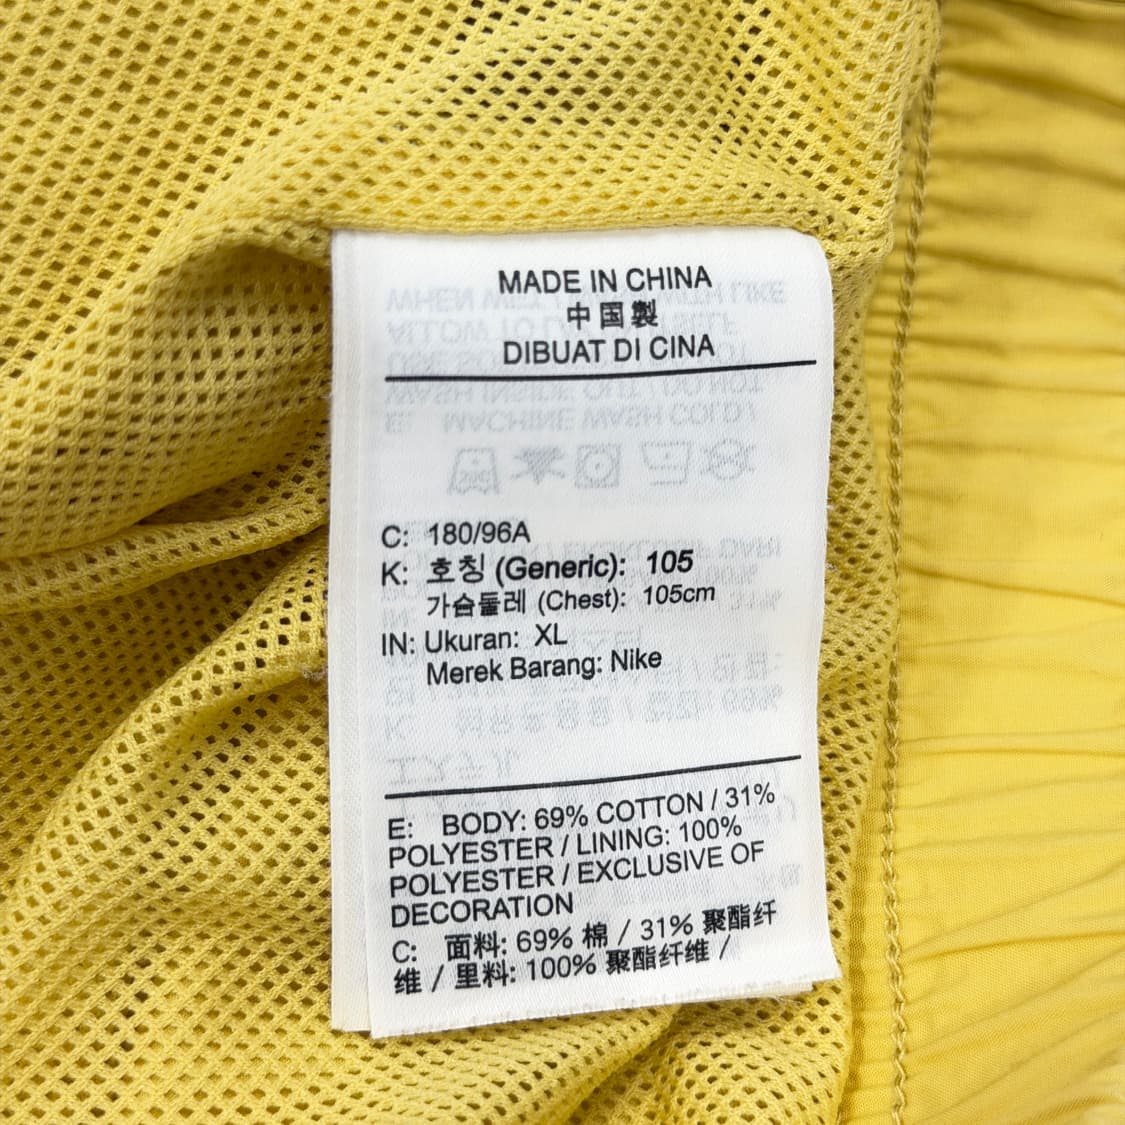 MADE IN CHINA
中国製
DIBUAT DI CINA
C: 180/96A
K: 호칭 (Generic): 105
가슴둘레 (Chest): 105cm
IN: Ukuran: XL
Merek Barang: Nike
E: BODY: 69% COTTON / 31%
POLYESTER / LINING: 100%
POLYESTER / EXCLUSIVE OF
DECORATION
C: 面料: 69% 棉 / 31% 聚酯纤
维 / 里料: 100% 聚酯纤维 /